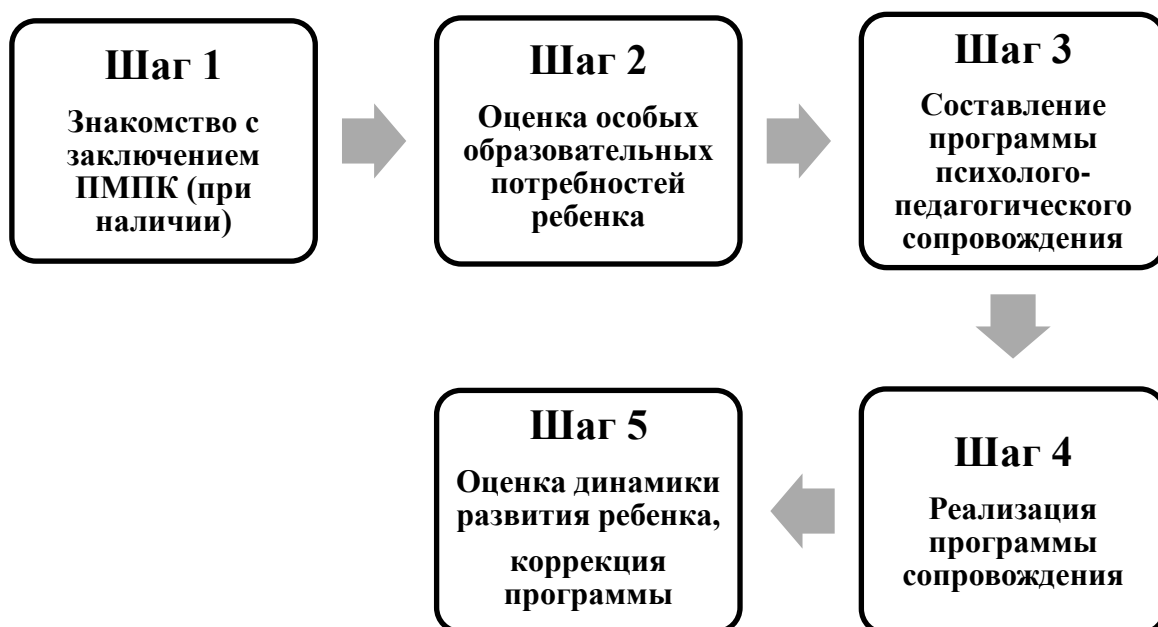 Шаг 1
Знакомство с
заключением
ПМПК (при
наличии)
Шаг 2
Оценка особых
образовательных
потребностей
ребенка
Шаг 3
Составление
программы
психолого-
педагогического
сопровождения
Шаг 4
Реализация
программы
сопровождения
Шаг 5
Оценка динамики
развития ребенка,
коррекция
программы